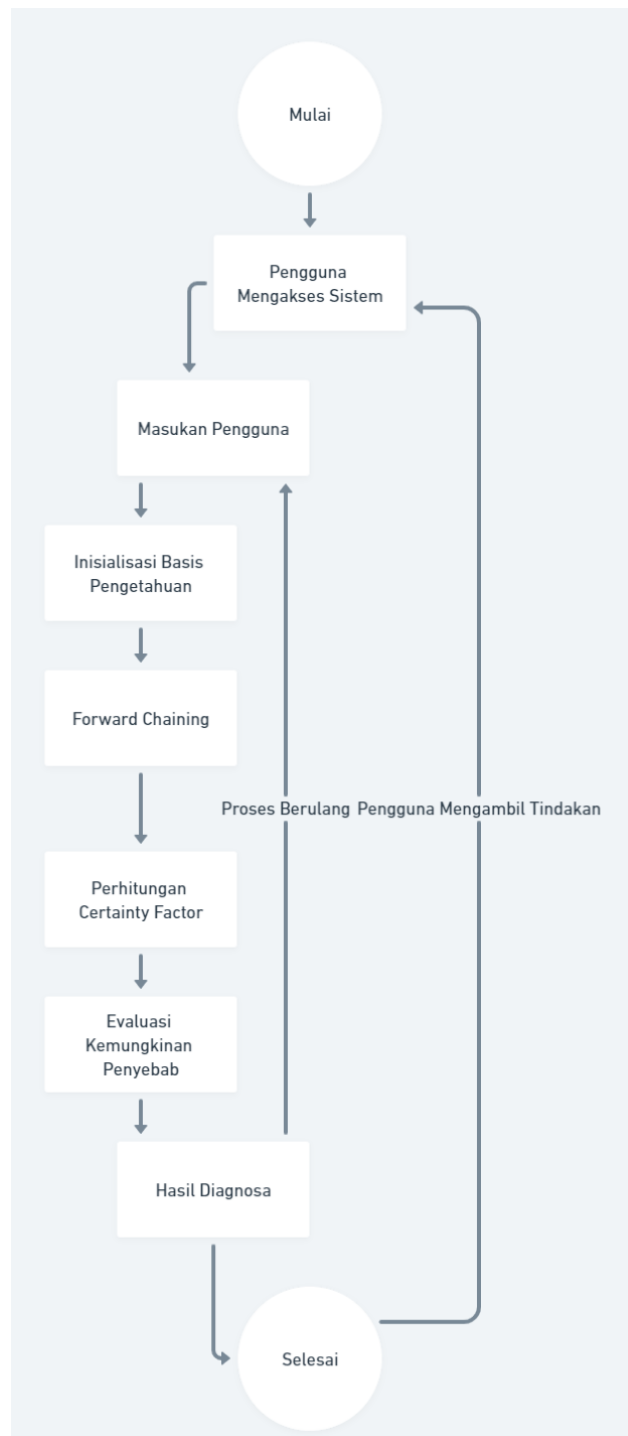 Mulai
Pengguna
Mengakses Sistem
Masukan Pengguna
Inisialisasi Basis
Pengetahuan
Forward Chaining
Proses Berulang
Pengguna Mengambil Tindakan
Perhitungan
Certainty Factor
Evaluasi
Kemungkinan
Penyebab
Hasil Diagnosa
Selesai